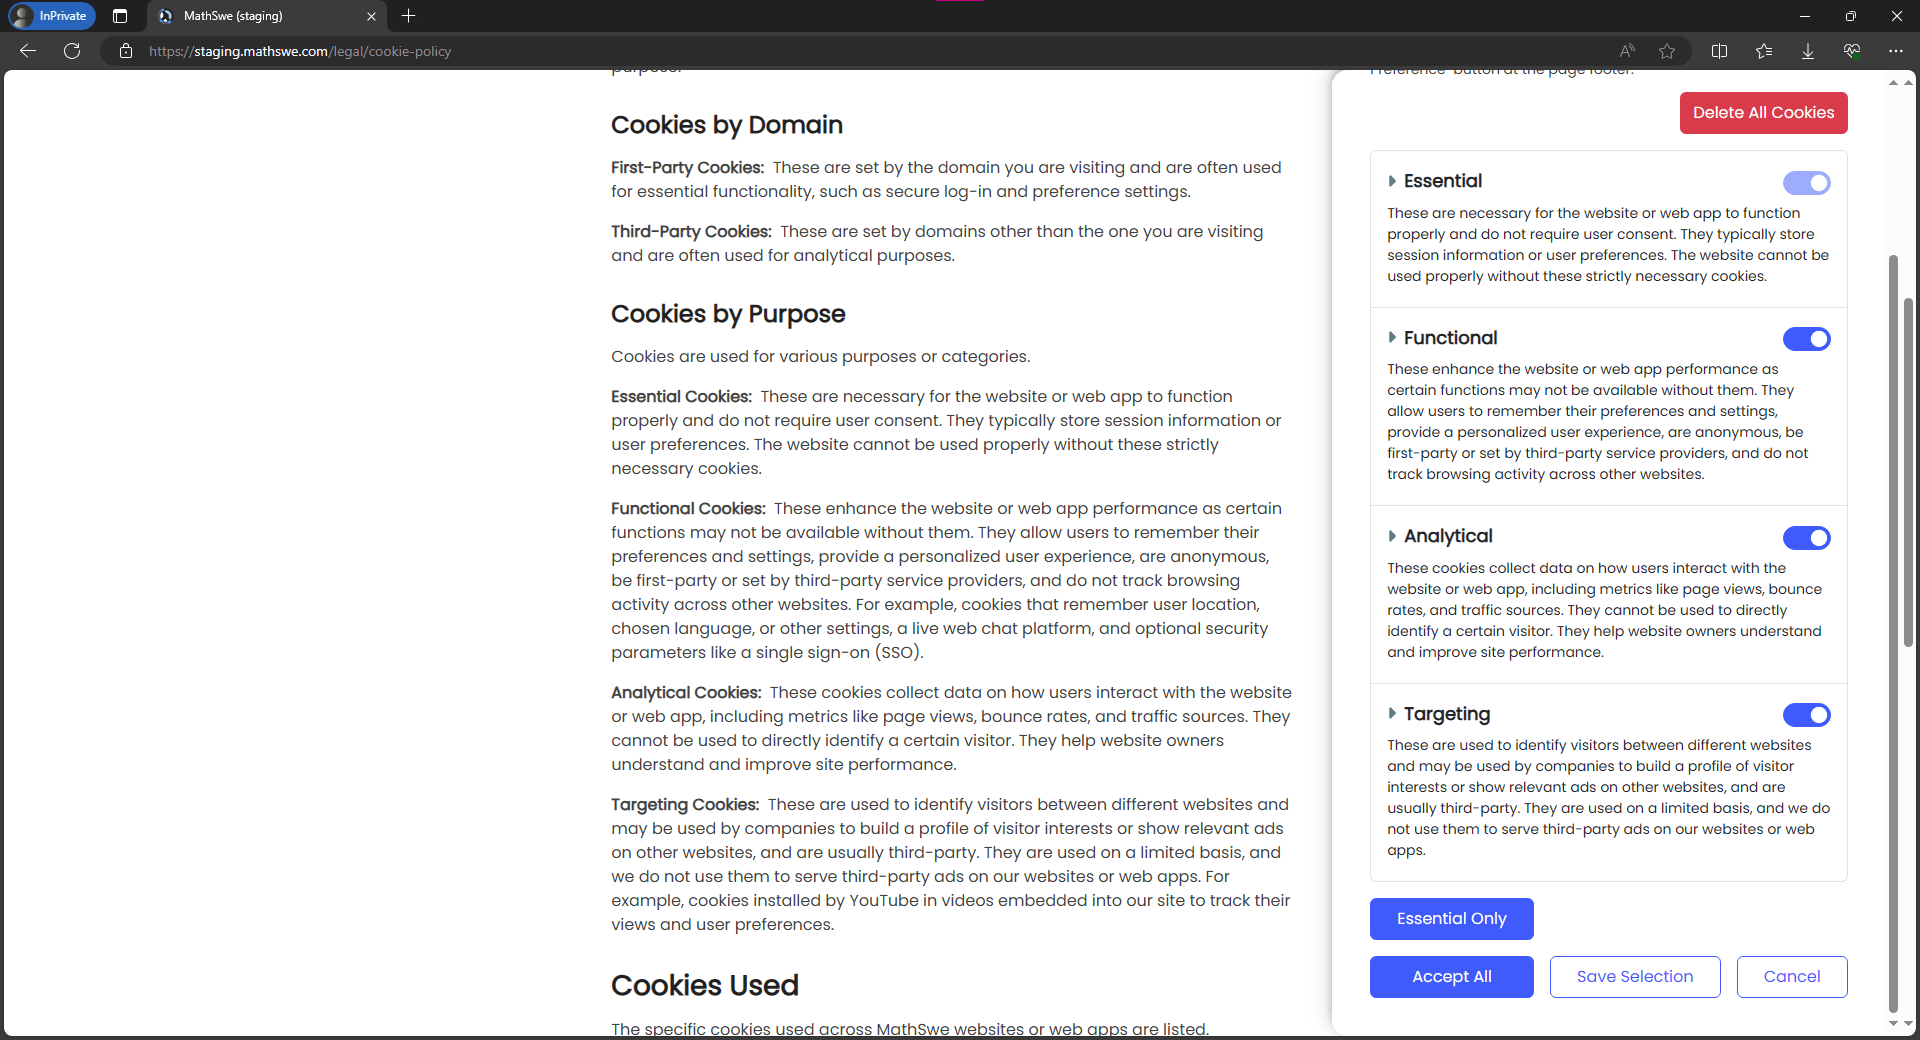 InPrivate
MathSwe (staging)
https://staging.mathswe.com/legal/cookie-policy
purpose.
Cookies by Domain
First-Party Cookies: These are set by the domain you are visiting and are often used
for essential functionality, such as secure log-in and preference settings.
Third-Party Cookies: These are set by domains other than the one you are visiting
and are often used for analytical purposes.
Cookies by Purpose
Cookies are used for various purposes or categories.
Essential Cookies: These are necessary for the website or web app to function
properly and do not require user consent. They typically store session information or
user preferences. The website cannot be used properly without these strictly
necessary cookies.
Functional Cookies: These enhance the website or web app performance as certain
functions may not be available without them. They allow users to remember their
preferences and settings, provide a personalized user experience, are anonymous,
be first-party or set by third-party service providers, and do not track browsing
activity across other websites. For example, cookies that remember user location,
chosen language, or other settings, a live web chat platform, and optional security
parameters like a single sign-on (SSO).
Analytical Cookies: These cookies collect data on how users interact with the website
or web app, including metrics like page views, bounce rates, and traffic sources. They
cannot be used to directly identify a certain visitor. They help website owners
understand and improve site performance.
Targeting Cookies: These are used to identify visitors between different websites and
may be used by companies to build a profile of visitor interests or show relevant ads
on other websites, and are usually third-party. They are used on a limited basis, and
we do not use them to serve third-party ads on our websites or web apps. For
example, cookies installed by YouTube in videos embedded into our site to track their
views and user preferences.
Cookies Used
The specific cookies used across MathSwe websites or web apps are listed.
Preference" button at the page footer.
Delete All Cookies
Essential
These are necessary for the website or web app to function
properly and do not require user consent. They typically store
session information or user preferences. The website cannot be
used properly without these strictly necessary cookies.
Functional
These enhance the website or web app performance as
certain functions may not be available without them. They
allow users to remember their preferences and settings,
provide a personalized user experience, are anonymous, be
first-party or set by third-party service providers, and do not
track browsing activity across other websites.
Analytical
These cookies collect data on how users interact with the
website or web app, including metrics like page views, bounce
rates, and traffic sources. They cannot be used to directly
identify a certain visitor. They help website owners understand
and improve site performance.
Targeting
These are used to identify visitors between different websites
and may be used by companies to build a profile of visitor
interests or show relevant ads on other websites, and are
usually third-party. They are used on a limited basis, and we do
not use them to serve third-party ads on our websites or web
apps.
Essential Only
Accept All
Save Selection
Cancel